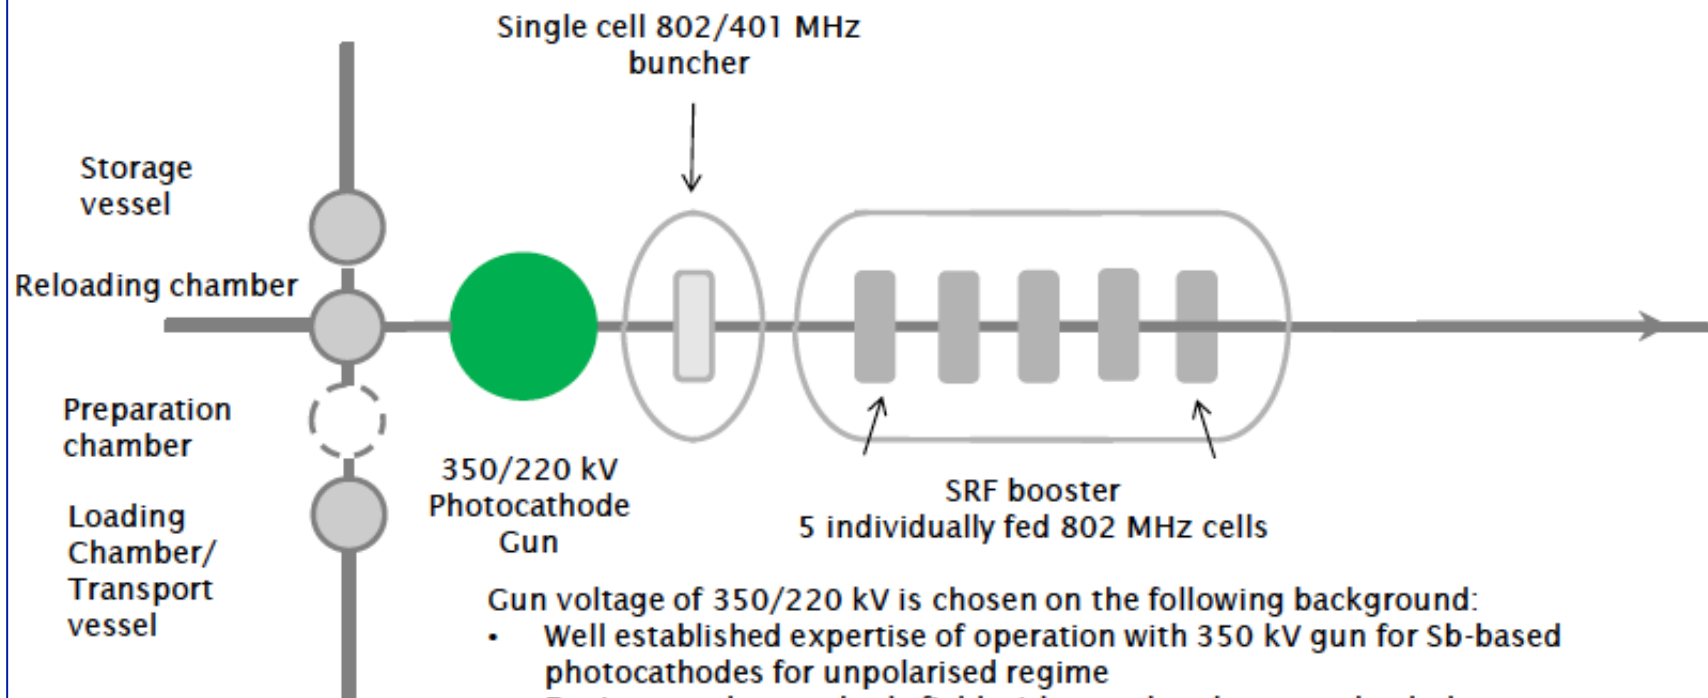 Single cell 802/401 MHz
buncher
Storage
vessel
Reloading chamber
Preparation
chamber
Loading
Chamber/
Transport
vessel
350/220 kV
Photocathode
Gun
SRF booster
5 individually fed 802 MHz cells
Gun voltage of 350/220 kV is chosen on the following background:
• Well established expertise of operation with 350 kV gun for Sb-based
photocathodes for unpolarised regime